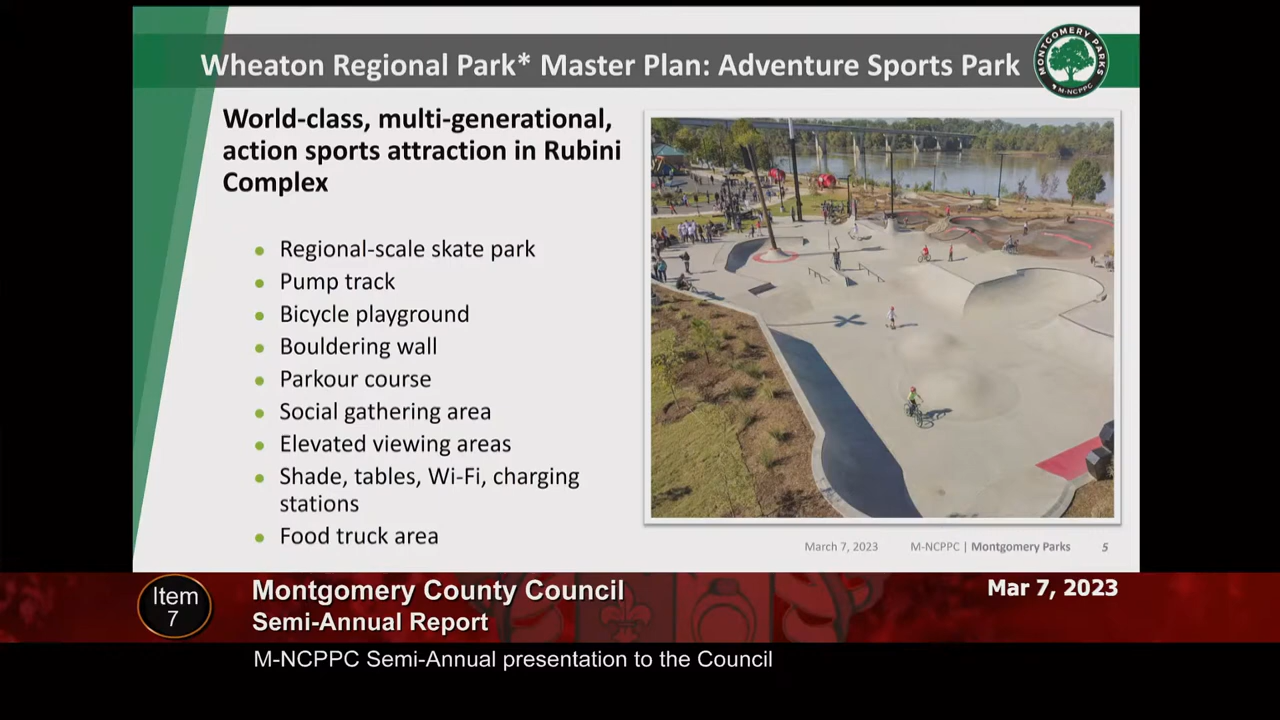 Wheaton Regional Park* Master Plan: Adventure Sports Park
MONTGOMERY PARKS
M-NCPPC
World-class, multi-generational,
action sports attraction in Rubini
Complex
Regional-scale skate park
Pump track
Bicycle playground
Bouldering wall
Parkour course
Social gathering area
Elevated viewing areas
Shade, tables, Wi-Fi, charging
stations
Food truck area
March 7, 2023 M-NCPPC | Montgomery Parks 5
Item
7
Montgomery County Council
Semi-Annual Report
Mar 7, 2023
M-NCPPC Semi-Annual presentation to the Council